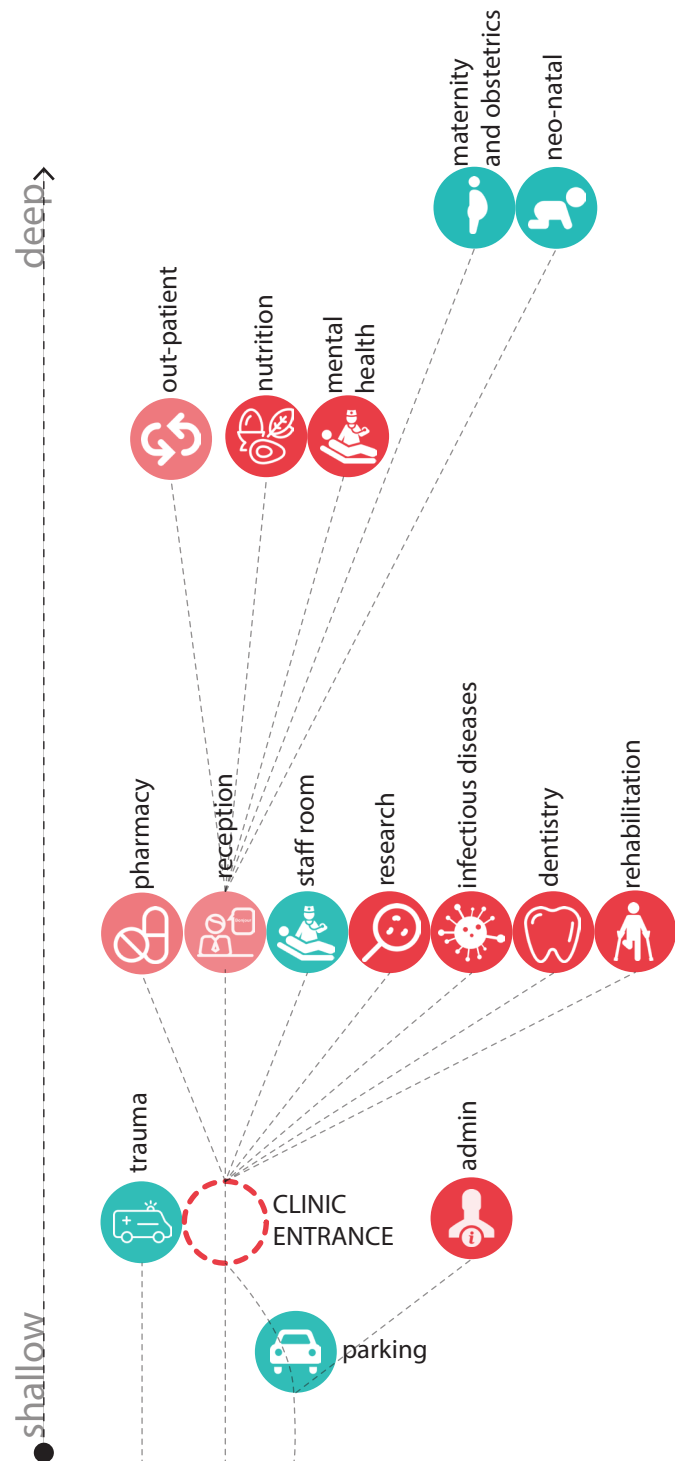 deep
maternity
and obstetrics
neo-natal
out-patient
nutrition
mental
health
pharmacy
reception
staff room
research
infectious diseases
dentistry
rehabilitation
trauma
CLINIC
ENTRANCE
admin
parking
shallow